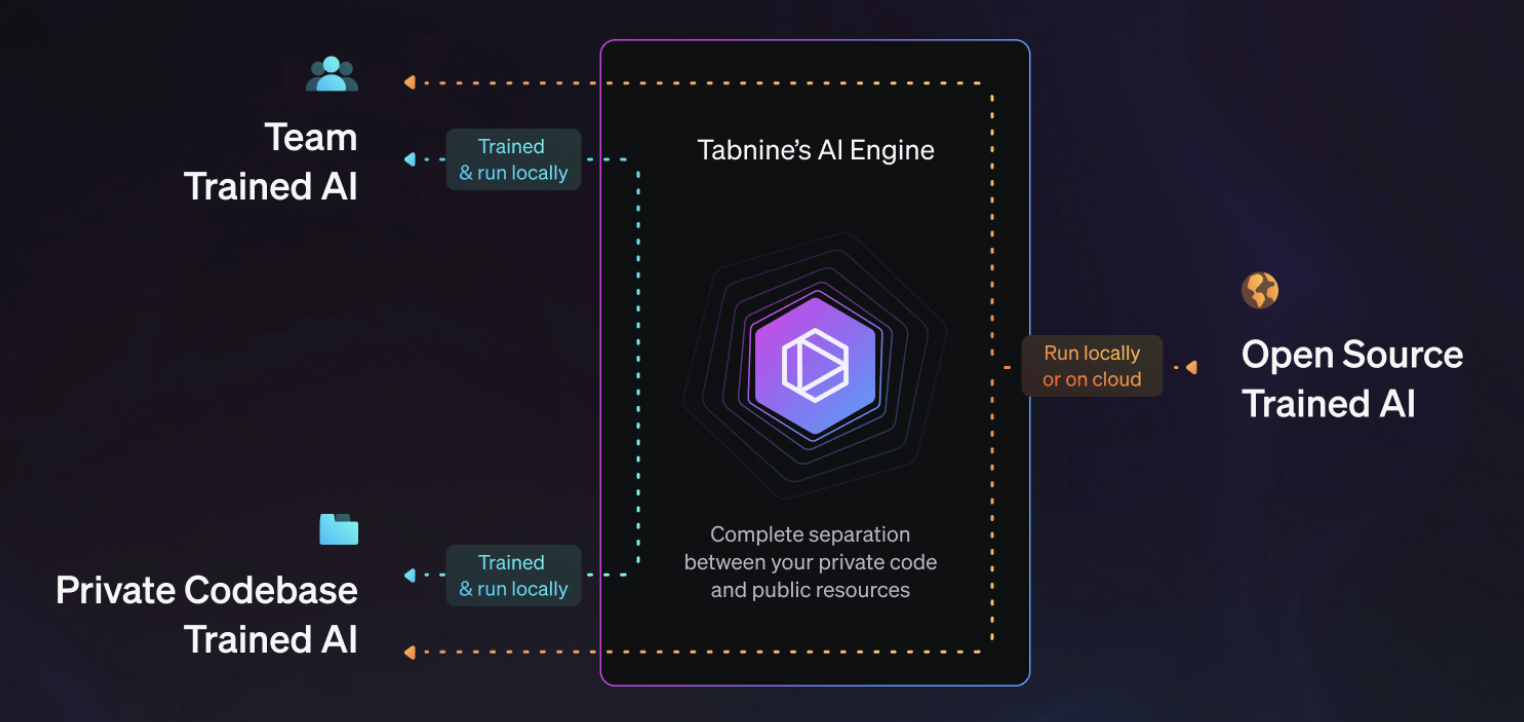 Team
Trained AI
Trained
& run locally
Tabnine’s AI Engine
Run locally
or on cloud
Open Source
Trained AI
Private Codebase
Trained AI
Trained
& run locally
Complete separation
between your private code
and public resources